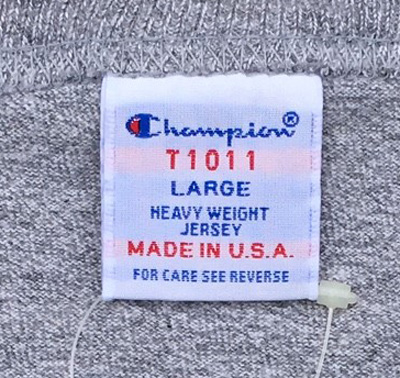 Champion®
T1011
LARGE
HEAVY WEIGHT
JERSEY
MADE IN U.S.A.
FOR CARE SEE REVERSE